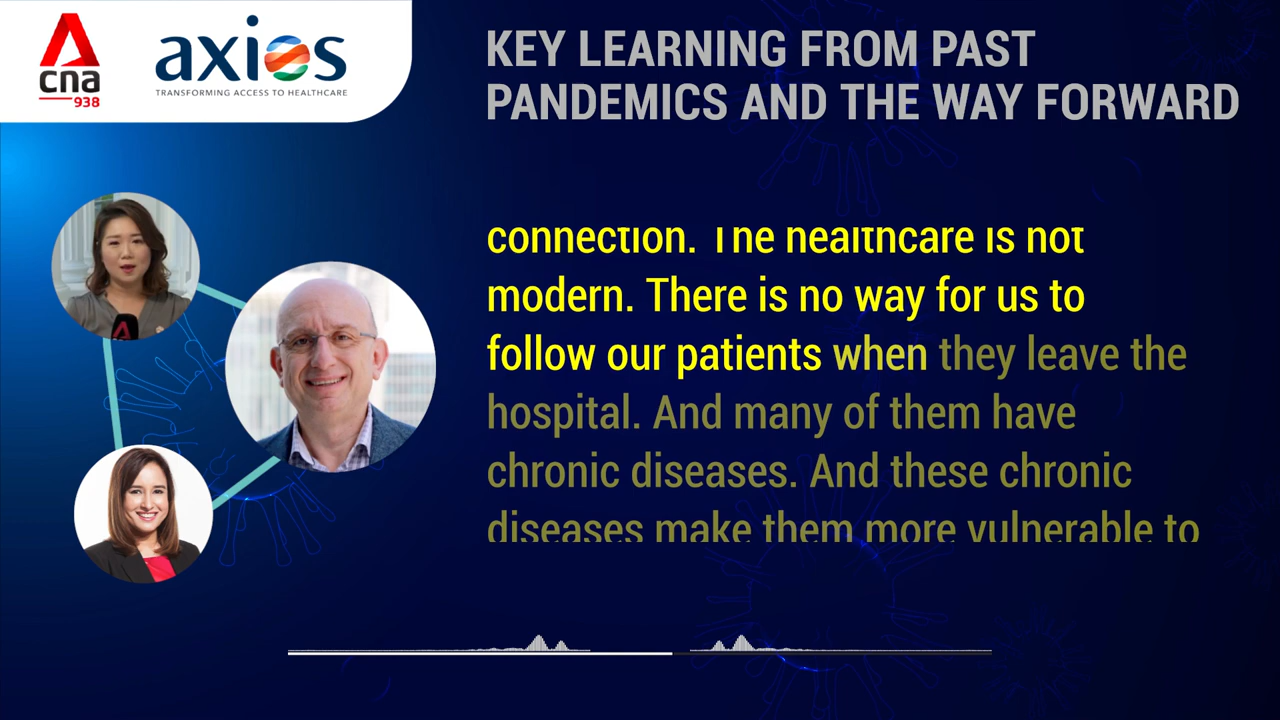 cna
938
axios
TRANSFORMING ACCESS TO HEALTHCARE
KEY LEARNING FROM PAST
PANDEMICS AND THE WAY FORWARD
connection. The healthcare is not
modern. There is no way for us to
follow our patients when they leave the
hospital. And many of them have
chronic diseases. And these chronic
diseases make them more vulnerable to